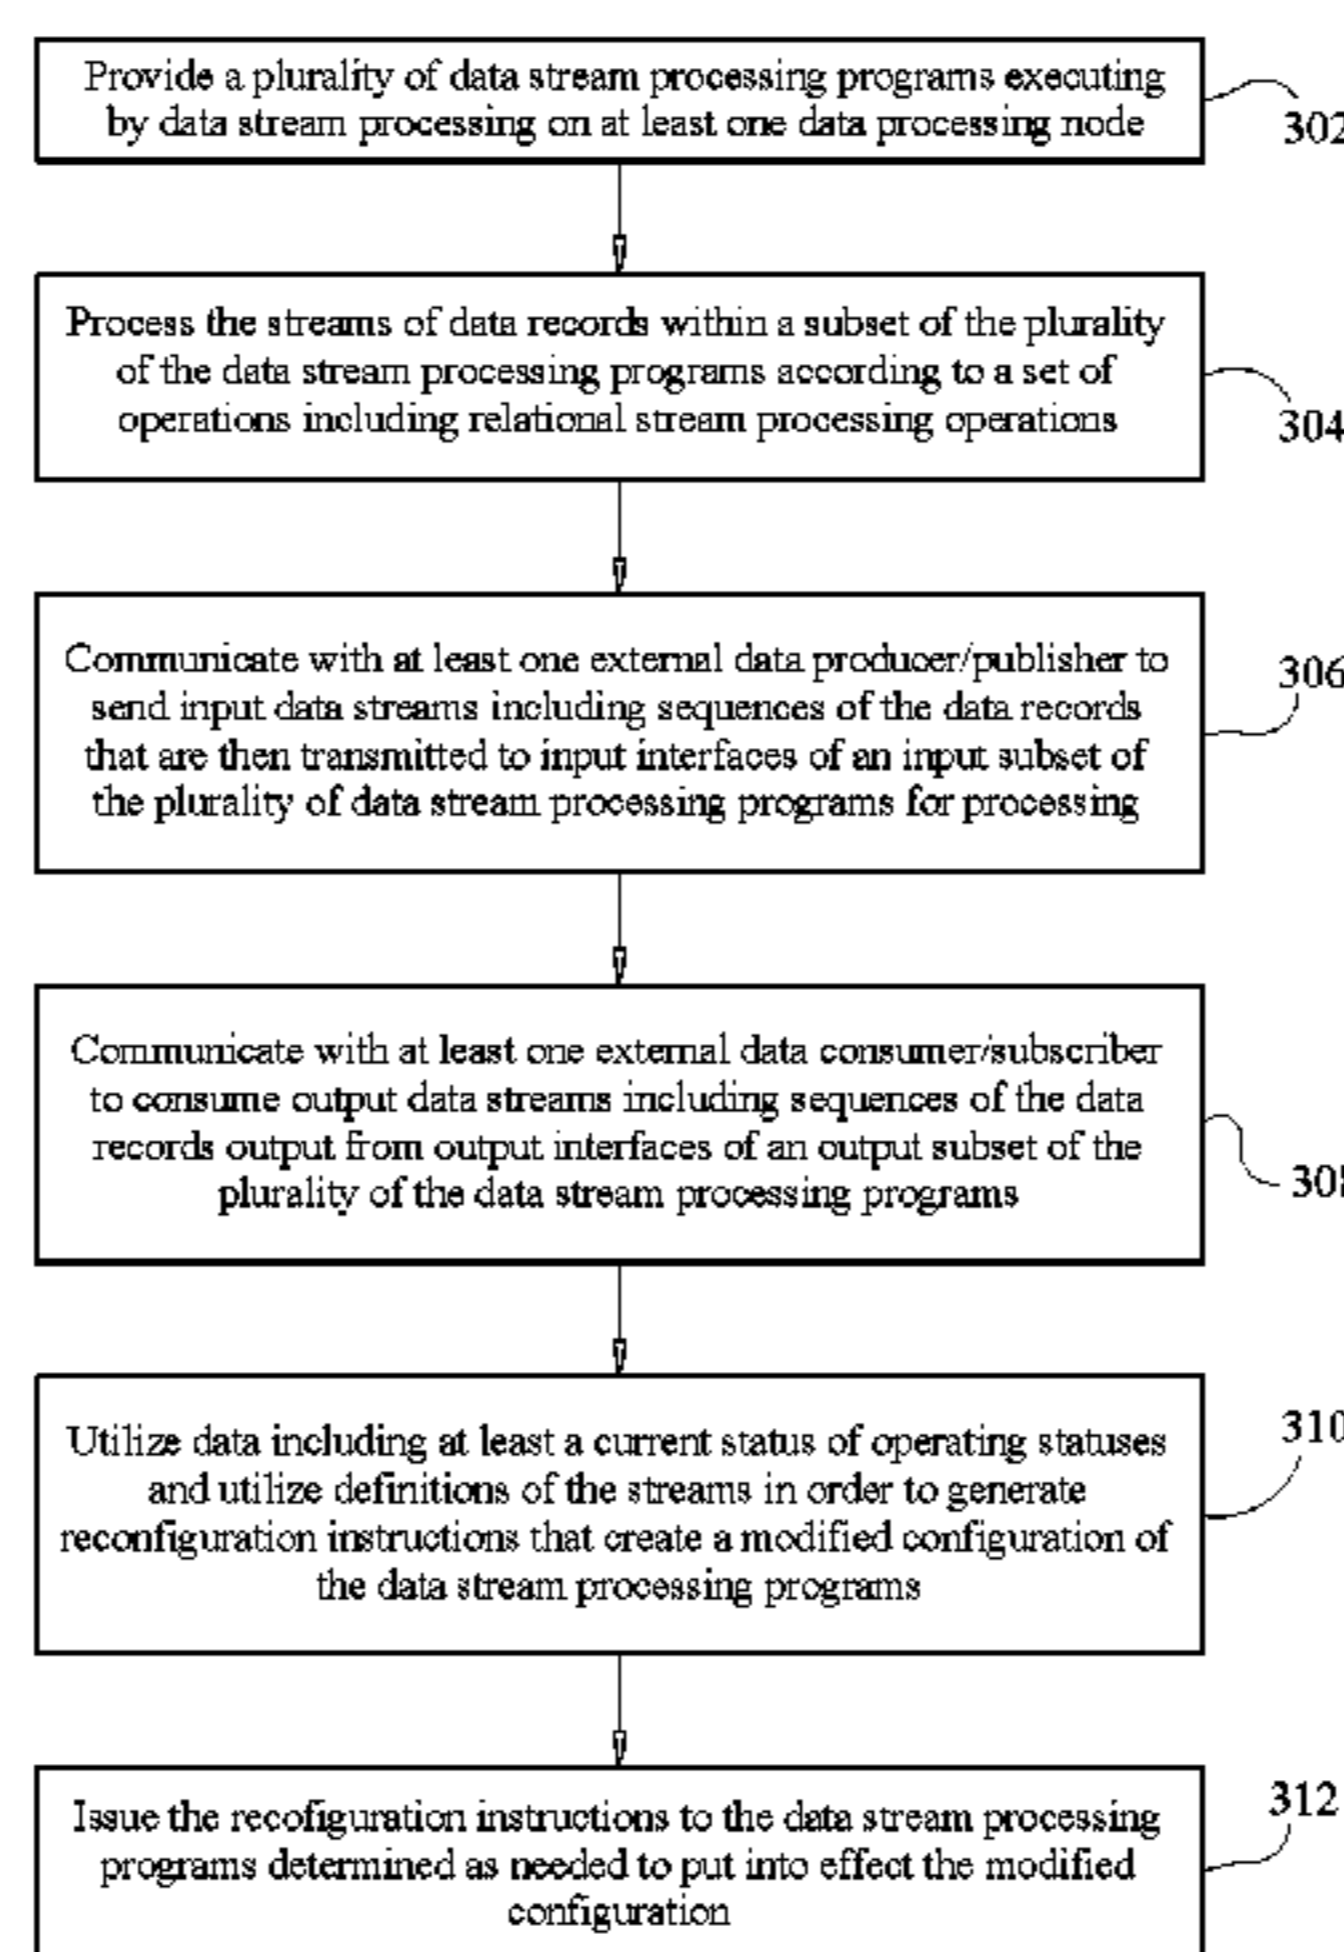 Provide a plurality of data stream processing programs executing
by data stream processing on at least one data processing node
302
Process the streams of data records within a subset of the plurality
of the data stream processing programs according to a set of
operations including relational stream processing operations
304
Communicate with at least one external data producer/publisher to
send input data streams including sequences of the data records
that are then transmitted to input interfaces of an input subset of
the plurality of data stream processing programs for processing
306
Communicate with at least one external data consumer/subscriber
to consume output data streams including sequences of the data
records output from output interfaces of an output subset of the
plurality of the data stream processing programs
308
Utilize data including at least a current status of operating statuses
and utilize definitions of the streams in order to generate
reconfiguration instructions that create a modified configuration of
the data stream processing programs
310
Issue the recofiguration instructions to the data stream processing
programs determined as needed to put into effect the modified
configuration
312